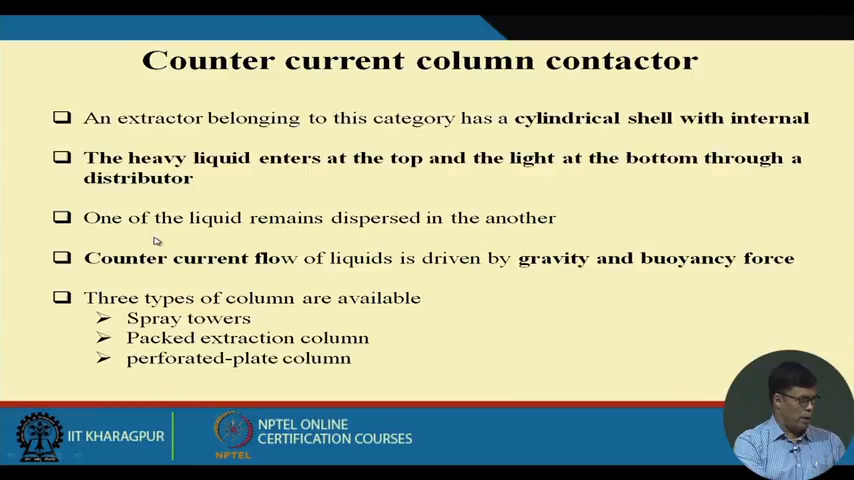 Counter current column contactor
❑ An extractor belonging to this category has a cylindrical shell with internal
❑ The heavy liquid enters at the top and the light at the bottom through a
distributor
❑ One of the liquid remains dispersed in the another
❑ Counter current flow of liquids is driven by gravity and buoyancy force
❑ Three types of column are available
➢ Spray towers
➢ Packed extraction column
➢ perforated-plate column
IIT KHARAGPUR
NPTEL
NPTEL ONLINE
CERTIFICATION COURSES